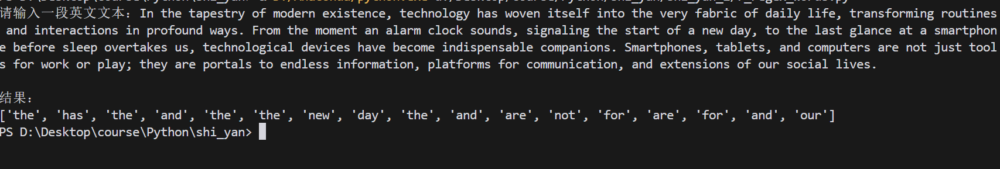 请输入一段英文文本：In the tapestry of modern existence, technology has woven itself into the very fabric of daily life, transforming routines
and interactions in profound ways. From the moment an alarm clock sounds, signaling the start of a new day, to the last glance at a smartphon
e before sleep overtakes us, technological devices have become indispensable companions. Smartphones, tablets, and computers are not just tool
s for work or play; they are portals to endless information, platforms for communication, and extensions of our social lives.
结果：
['the', 'has', 'the', 'and', 'the', 'the', 'new', 'day', 'the', 'and', 'are', 'not', 'for', 'are', 'for', 'and', 'our']
PS D:\Desktop\course\Python\shi_yan>